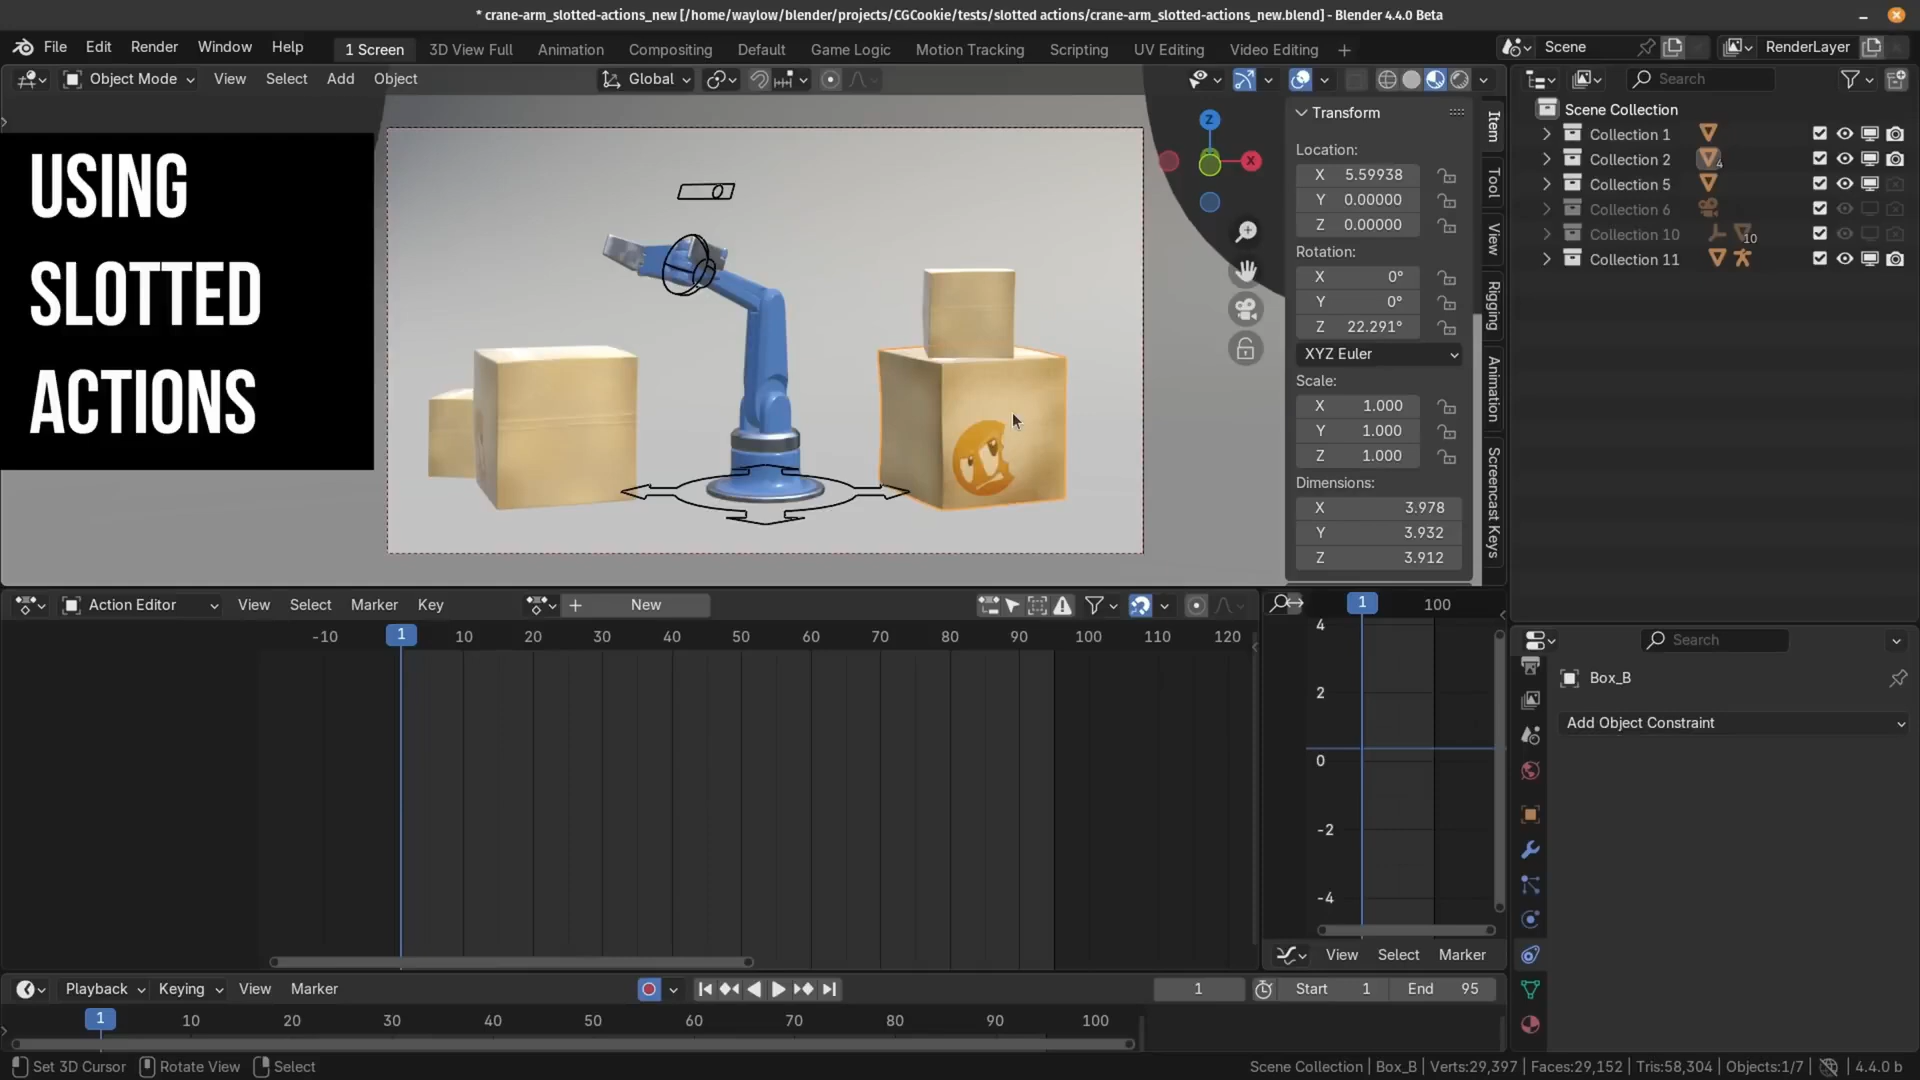 * crane-arm_slotted-actions_new [/home/waylow/blender/projects/CGCookie/tests/slotted actions/crane-arm_slotted-actions_new.blend] - Blender 4.4.0 Beta
File Edit Render Window Help 1 Screen 3D View Full Animation Compositing Default Game Logic Motion Tracking Scripting UV Editing Video Editing Scene RenderLayer
Object Mode View Select Add Object Global Search
USING
SLOTTED
ACTIONS
Z
X
Transform
Location:
X 5.59938
Y 0.00000
Z 0.00000
Rotation:
X 0°
Y 0°
Z 22.291°
XYZ Euler
Scale:
X 1.000
Y 1.000
Z 1.000
Dimensions:
X 3.978
Y 3.932
Z 3.912
Item
Tool
View
Rigging
Animation
Screencast Keys
Scene Collection
Collection 1
Collection 2 4
Collection 5
Collection 6
Collection 10 10
Collection 11
Action Editor View Select Marker Key New
-10 1 10 20 30 40 50 60 70 80 90 100 110 120
1 100
4
2
0
-2
-4
View Select Marker
Search
Box_B
Add Object Constraint
Playback Keying View Marker 1 Start 1 End 95
1 10 20 30 40 50 60 70 80 90 100
Set 3D Cursor Rotate View Select Scene Collection | Box_B | Verts:29,397 | Faces:29,152 | Tris:58,304 | Objects:1/7 | 4.4.0 b